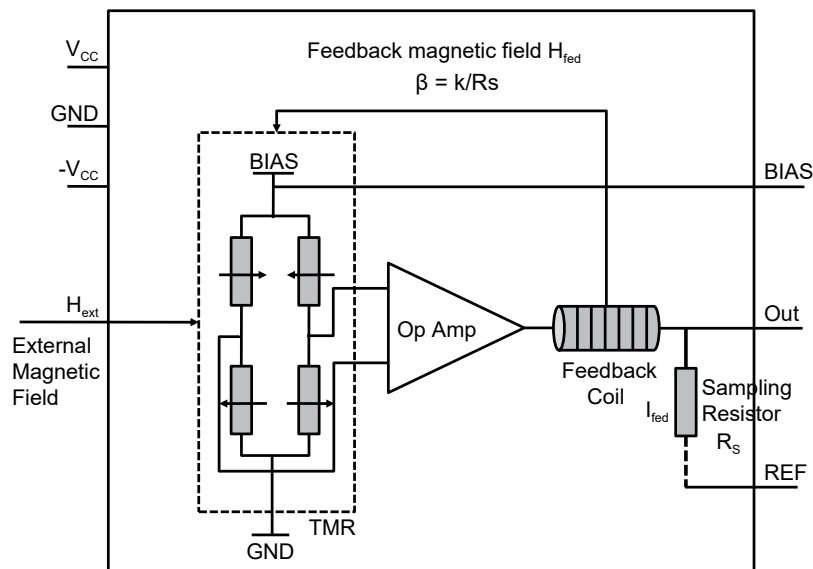 V_CC
Feedback magnetic field H_fed
β = k/Rs
GND
-V_CC
BIAS
BIAS
H_ext
External
Magnetic
Field
Op Amp
Out
Feedback
Coil
Sampling
Resistor
I_fed
R_S
REF
TMR
GND